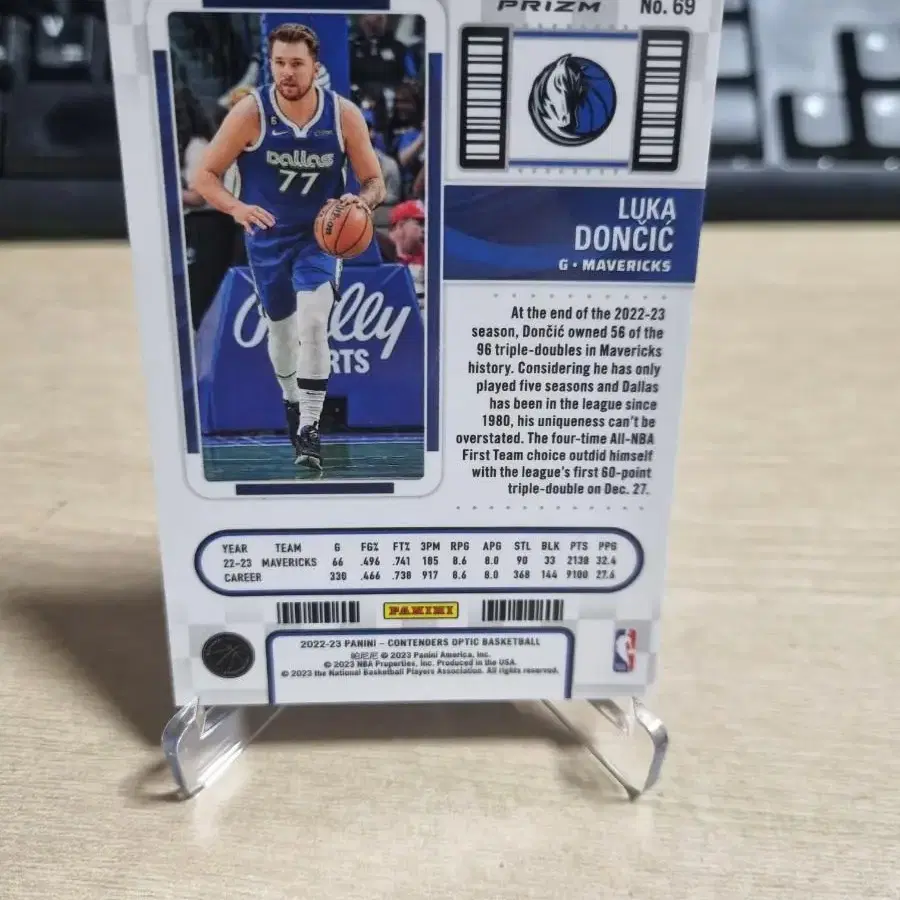 PRIZM
No. 69
LUKA
DONČIĆ
G • MAVERICKS
At the end of the 2022-23
season, Dončić owned 56 of the
96 triple-doubles in Mavericks
history. Considering he has only
played five seasons and Dallas
has been in the league since
1980, his uniqueness can't be
overstated. The four-time All-NBA
First Team choice outdid himself
with the league's first 60-point
triple-double on Dec. 27.
Dallas
77
6
YEAR TEAM G FG% FT% 3PM RPG APG STL BLK PTS PPG
22-23 MAVERICKS 66 .496 .741 185 8.6 8.0 90 33 2138 32.4
CAREER 330 .466 .738 917 8.6 8.0 368 144 9100 27.6
PANINI
2022-23 PANINI – CONTENDERS OPTIC BASKETBALL
帕尼尼 © 2023 Panini America, Inc.
© 2023 NBA Properties, Inc. Produced in the USA.
© 2023 the National Basketball Players Association. All rights reserved.